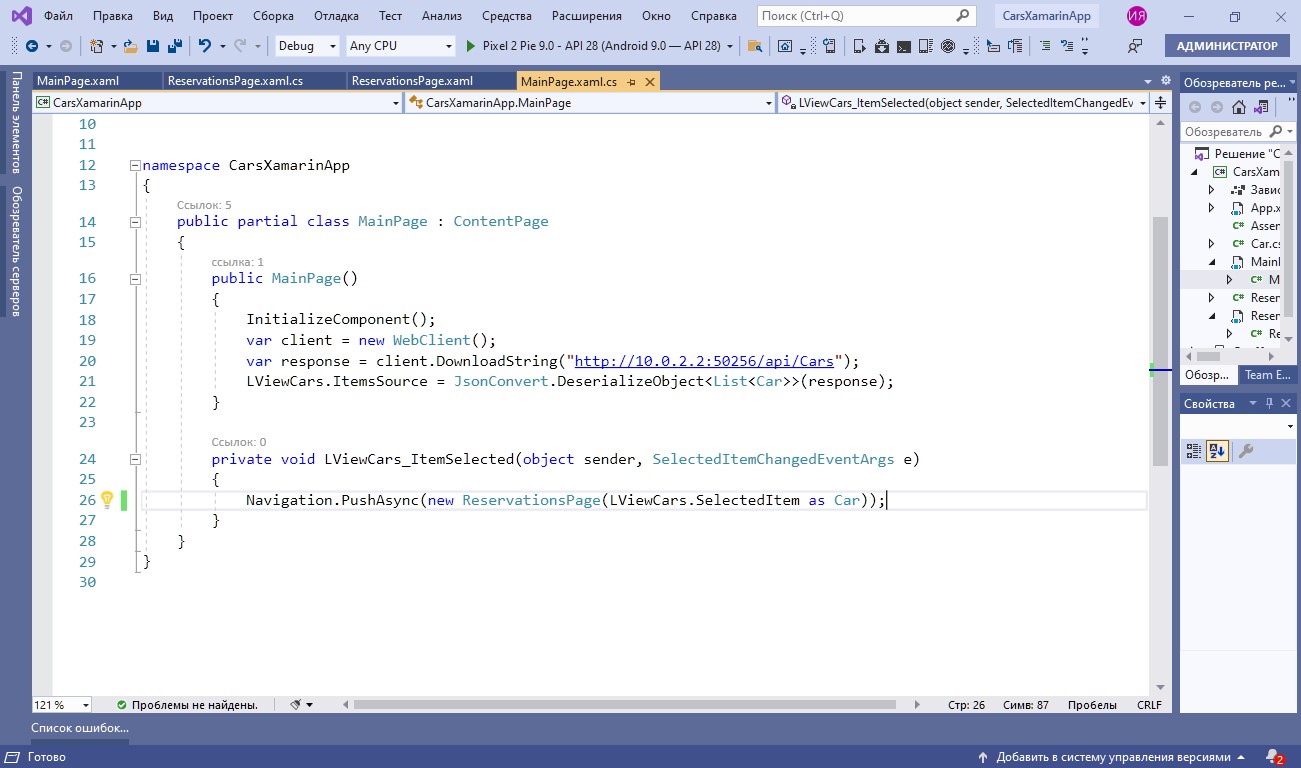 Файл Правка Вид Проект Сборка Отладка Тест Анализ Средства Расширения Окно Справка Поиск (Ctrl+Q) CarsXamarinApp ИЯ
Debug Any CPU Pixel 2 Pie 9.0 - API 28 (Android 9.0 — API 28) АДМИНИСТРАТОР
Панель элементов
Обозреватель серверов
MainPage.xaml ReservationsPage.xaml.cs ReservationsPage.xaml MainPage.xaml.cs
CarsXamarinApp CarsXamarinApp.MainPage LViewCars_ItemSelected(object sender, SelectedItemChangedEv
10
11
12 namespace CarsXamarinApp
13 {
Ссылок: 5
14 public partial class MainPage : ContentPage
15 {
ссылка: 1
16 public MainPage()
17 {
18 InitializeComponent();
19 var client = new WebClient();
20 var response = client.DownloadString("http://10.0.2.2:50256/api/Cars");
21 LViewCars.ItemsSource = JsonConvert.DeserializeObject<List<Car>>(response);
22 }
23
Ссылок: 0
24 private void LViewCars_ItemSelected(object sender, SelectedItemChangedEventArgs e)
25 {
26 Navigation.PushAsync(new ReservationsPage(LViewCars.SelectedItem as Car));
27 }
28 }
29 }
30
121 % Проблемы не найдены. Стр: 26 Симв: 87 Пробелы CRLF
Обозреватель ре...
Обозреватель
Решение "С
C# CarsXam
Завис
App.x
C# Assen
C# Car.cs
MainI
C# M
C# Reser
Reser
C# Re
Обозр... Team E...
Свойства
Список ошибок...
Готово Добавить в систему управления версиями 2